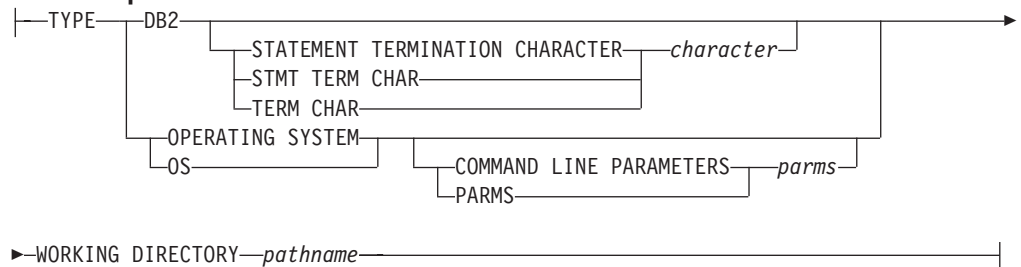 TYPE DB2
STATEMENT TERMINATION CHARACTER character
STMT TERM CHAR
TERM CHAR
OPERATING SYSTEM
OS
COMMAND LINE PARAMETERS parms
PARMS
WORKING DIRECTORY pathname